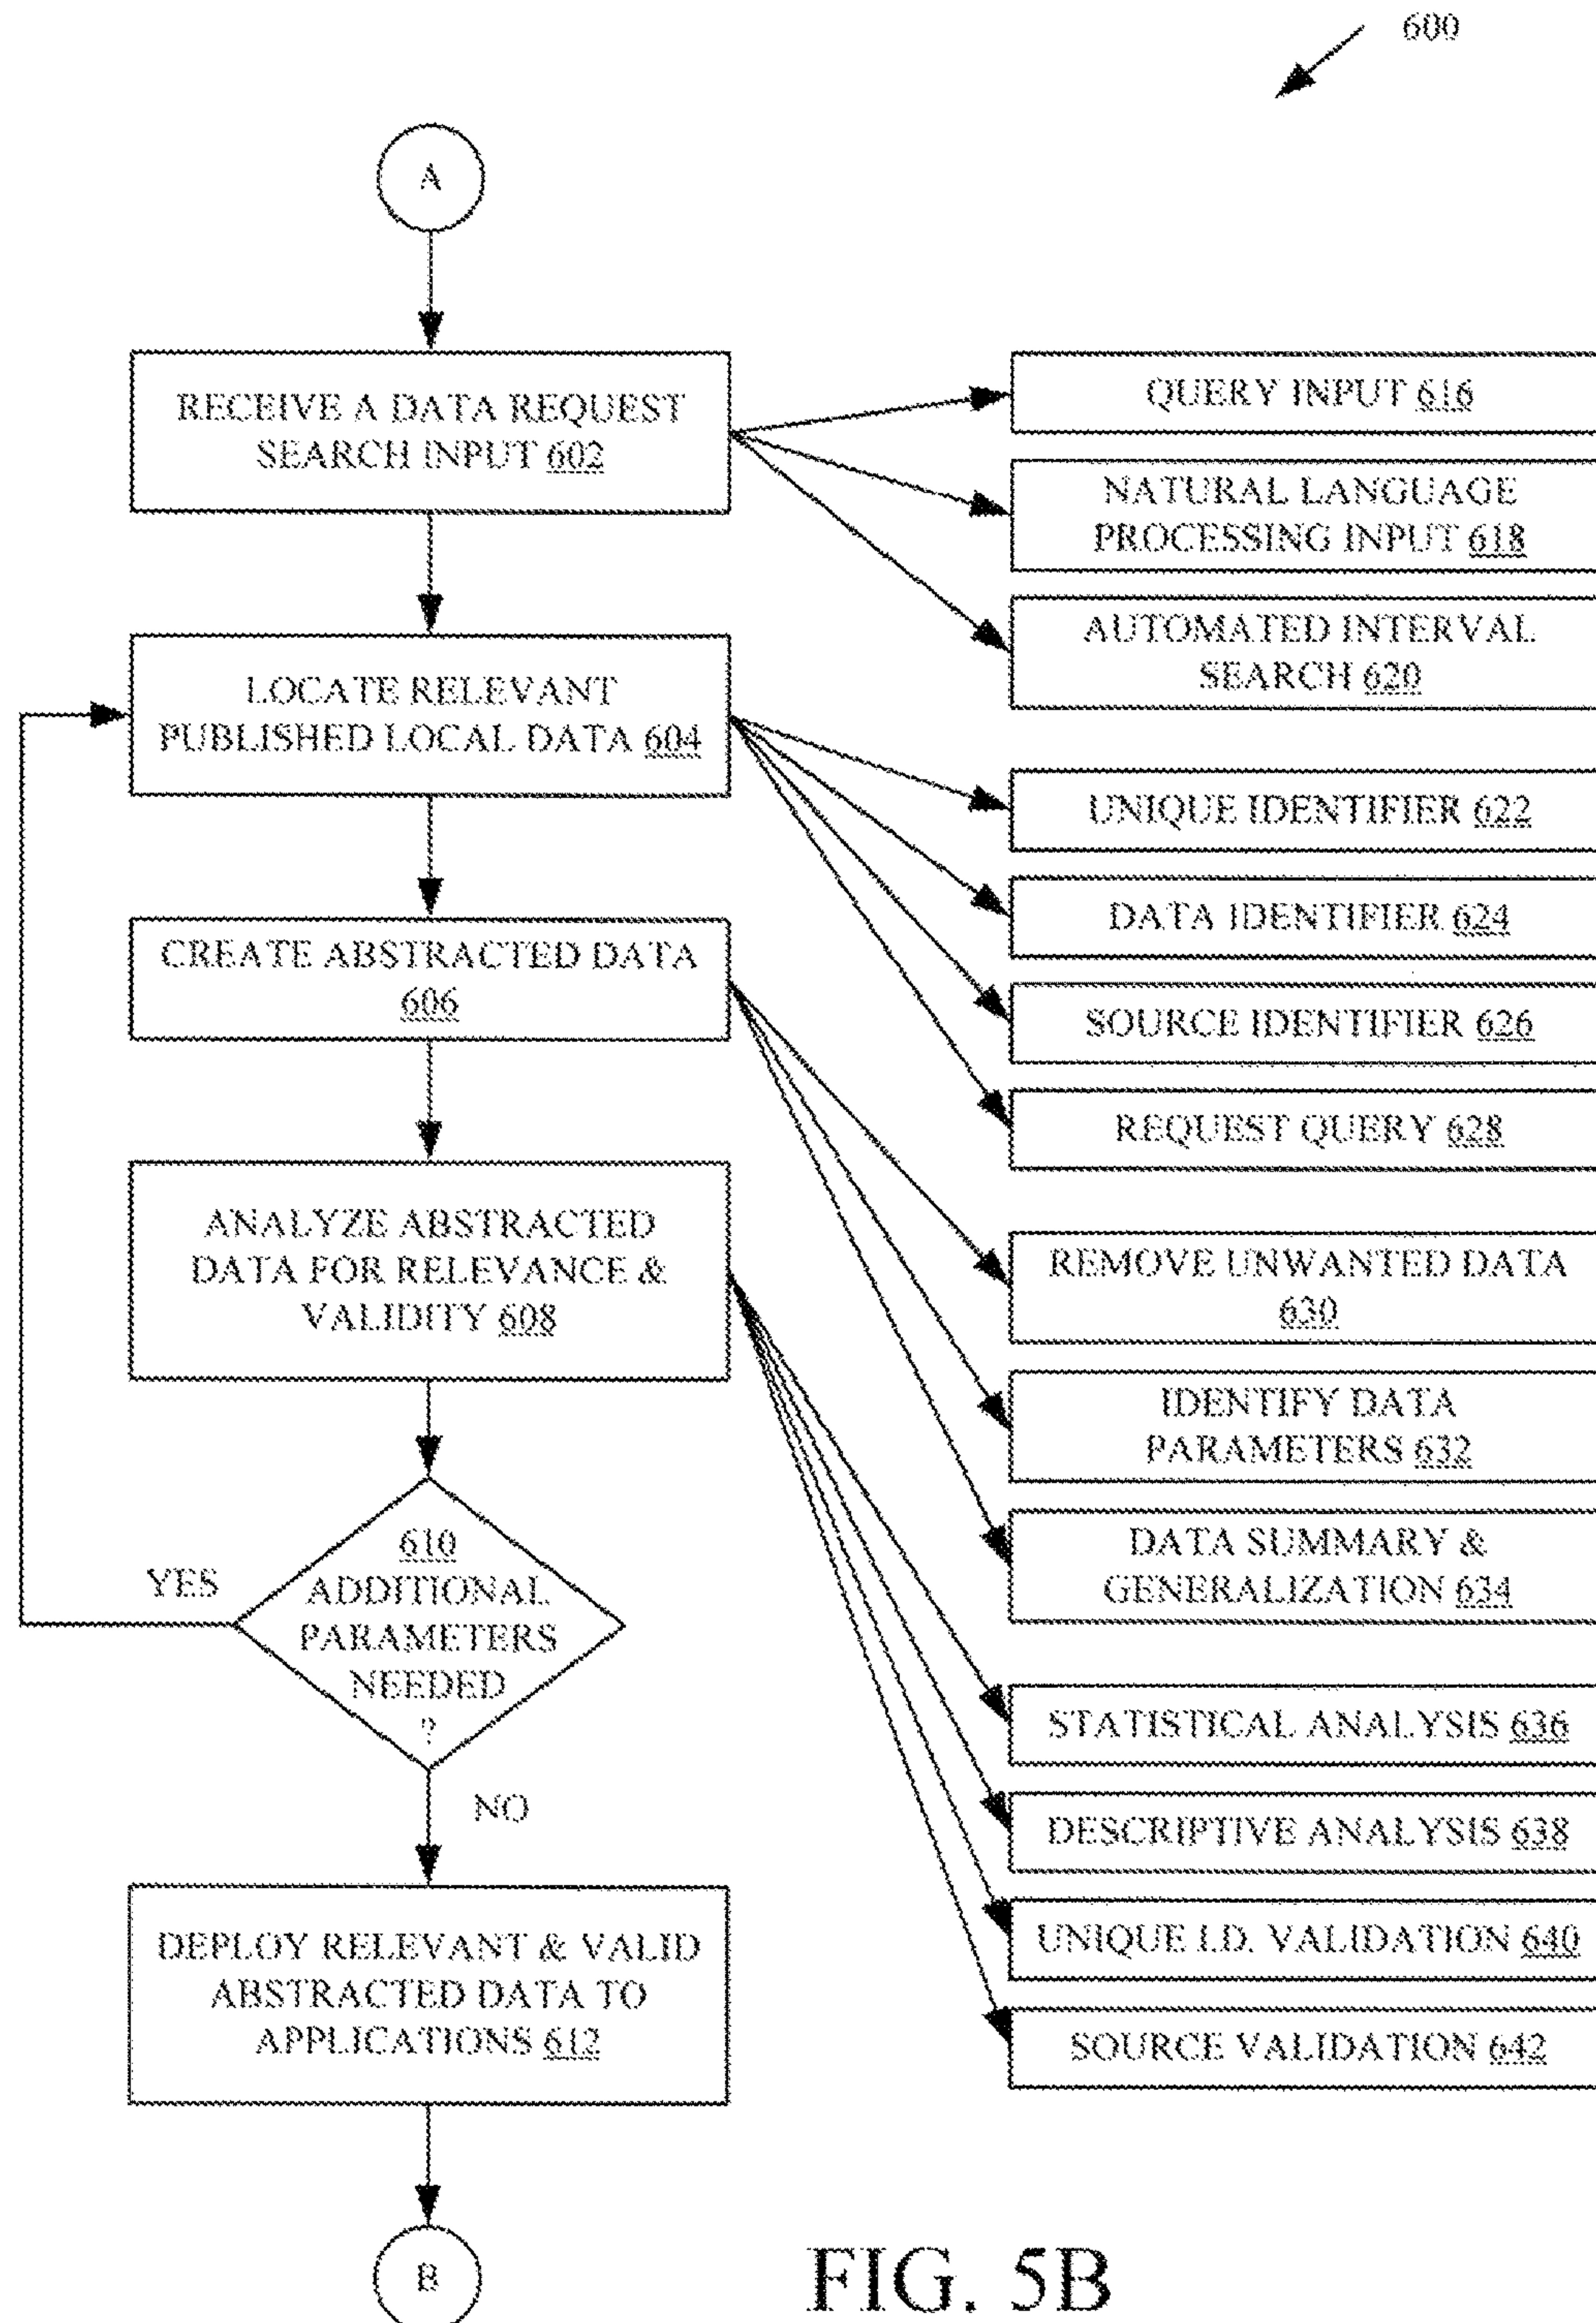 600
A
RECEIVE A DATA REQUEST
SEARCH INPUT 602
QUERY INPUT 616
NATURAL LANGUAGE
PROCESSING INPUT 618
AUTOMATED INTERVAL
SEARCH 620
LOCATE RELEVANT
PUBLISHED LOCAL DATA 604
UNIQUE IDENTIFIER 622
DATA IDENTIFIER 624
SOURCE IDENTIFIER 626
REQUEST QUERY 628
CREATE ABSTRACTED DATA
606
REMOVE UNWANTED DATA
630
IDENTIFY DATA
PARAMETERS 632
DATA SUMMARY &
GENERALIZATION 634
ANALYZE ABSTRACTED
DATA FOR RELEVANCE &
VALIDITY 608
STATISTICAL ANALYSIS 636
DESCRIPTIVE ANALYSIS 638
UNIQUE I.D. VALIDATION 640
SOURCE VALIDATION 642
610
ADDITIONAL
PARAMETERS
NEEDED
?
YES
NO
DEPLOY RELEVANT & VALID
ABSTRACTED DATA TO
APPLICATIONS 612
B
FIG. 5B